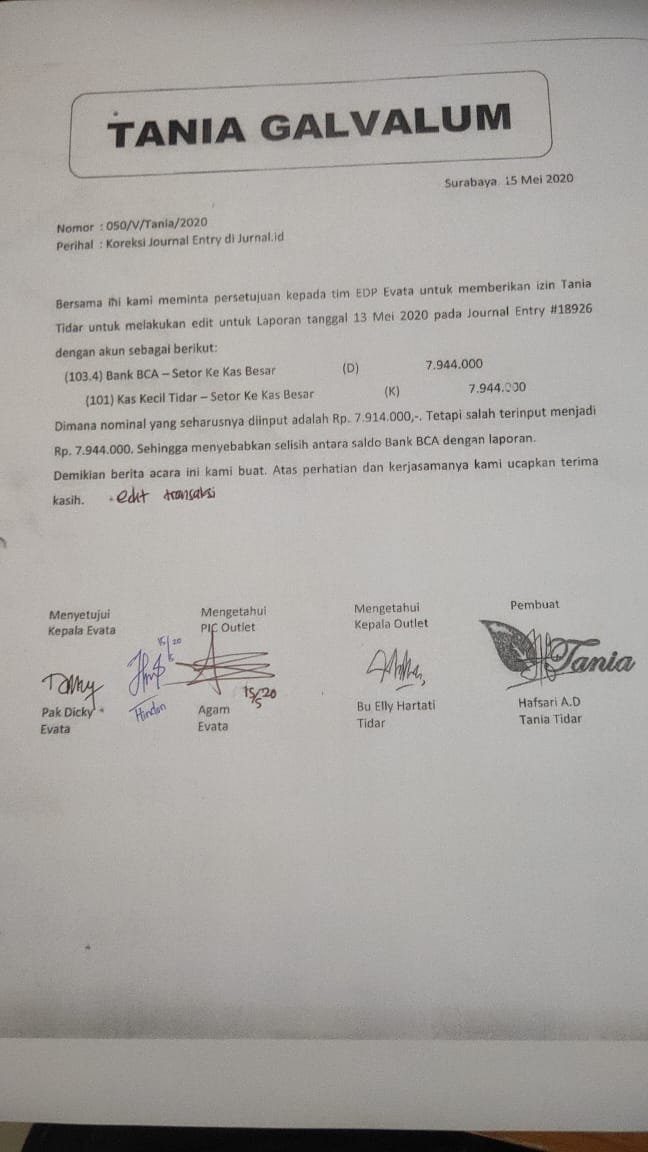 TANIA GALVALUM
Surabaya, 15 Mei 2020
Nomor : 050/V/Tania/2020
Perihal : Koreksi Journal Entry di Jurnal.id
Bersama ini kami meminta persetujuan kepada tim EDP Evata untuk memberikan izin Tania
Tidar untuk melakukan edit untuk Laporan tanggal 13 Mei 2020 pada Journal Entry #18926
dengan akun sebagai berikut:
(103.4) Bank BCA – Setor Ke Kas Besar (D) 7.944.000
(101) Kas Kecil Tidar – Setor Ke Kas Besar (K) 7.944.000
Dimana nominal yang seharusnya diinput adalah Rp. 7.914.000,-. Tetapi salah terinput menjadi
Rp. 7.944.000. Sehingga menyebabkan selisih antara saldo Bank BCA dengan laporan.
Demikian berita acara ini kami buat. Atas perhatian dan kerjasamanya kami ucapkan terima
kasih. edit transaksi
Menyetujui Mengetahui Mengetahui Pembuat
Kepala Evata PIC Outlet Kepala Outlet
15/20
5
Tania
15/20
5
Pak Dicky Agam Bu Elly Hartati Hafsari A.D
Evata Evata Tidar Tania Tidar